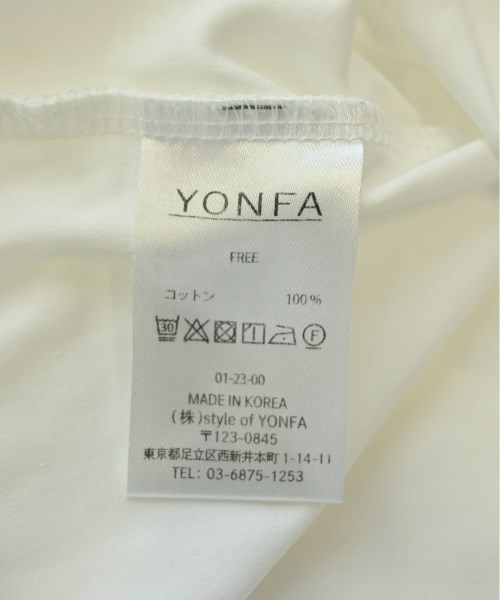 YONFA
FREE
コットン 100%
30 F
01-23-00
MADE IN KOREA
(株)style of YONFA
〒123-0845
東京都足立区西新井本町1-14-11
TEL: 03-6875-1253